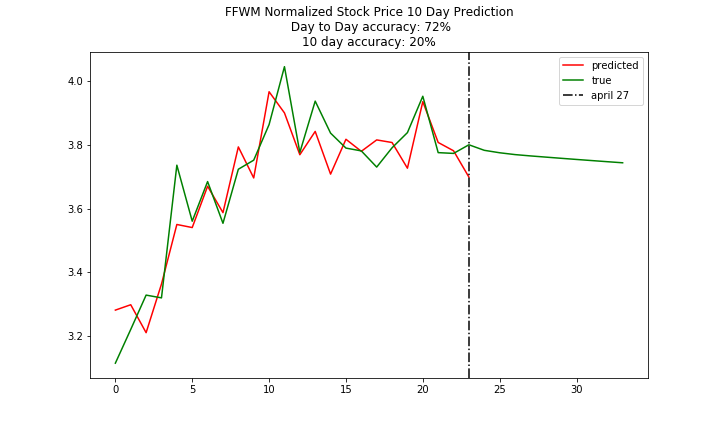 FFWM Normalized Stock Price 10 Day Prediction
Day to Day accuracy: 72%
10 day accuracy: 20%
predicted
true
april 27
4.0
3.8
3.6
3.4
3.2
0 5 10 15 20 25 30